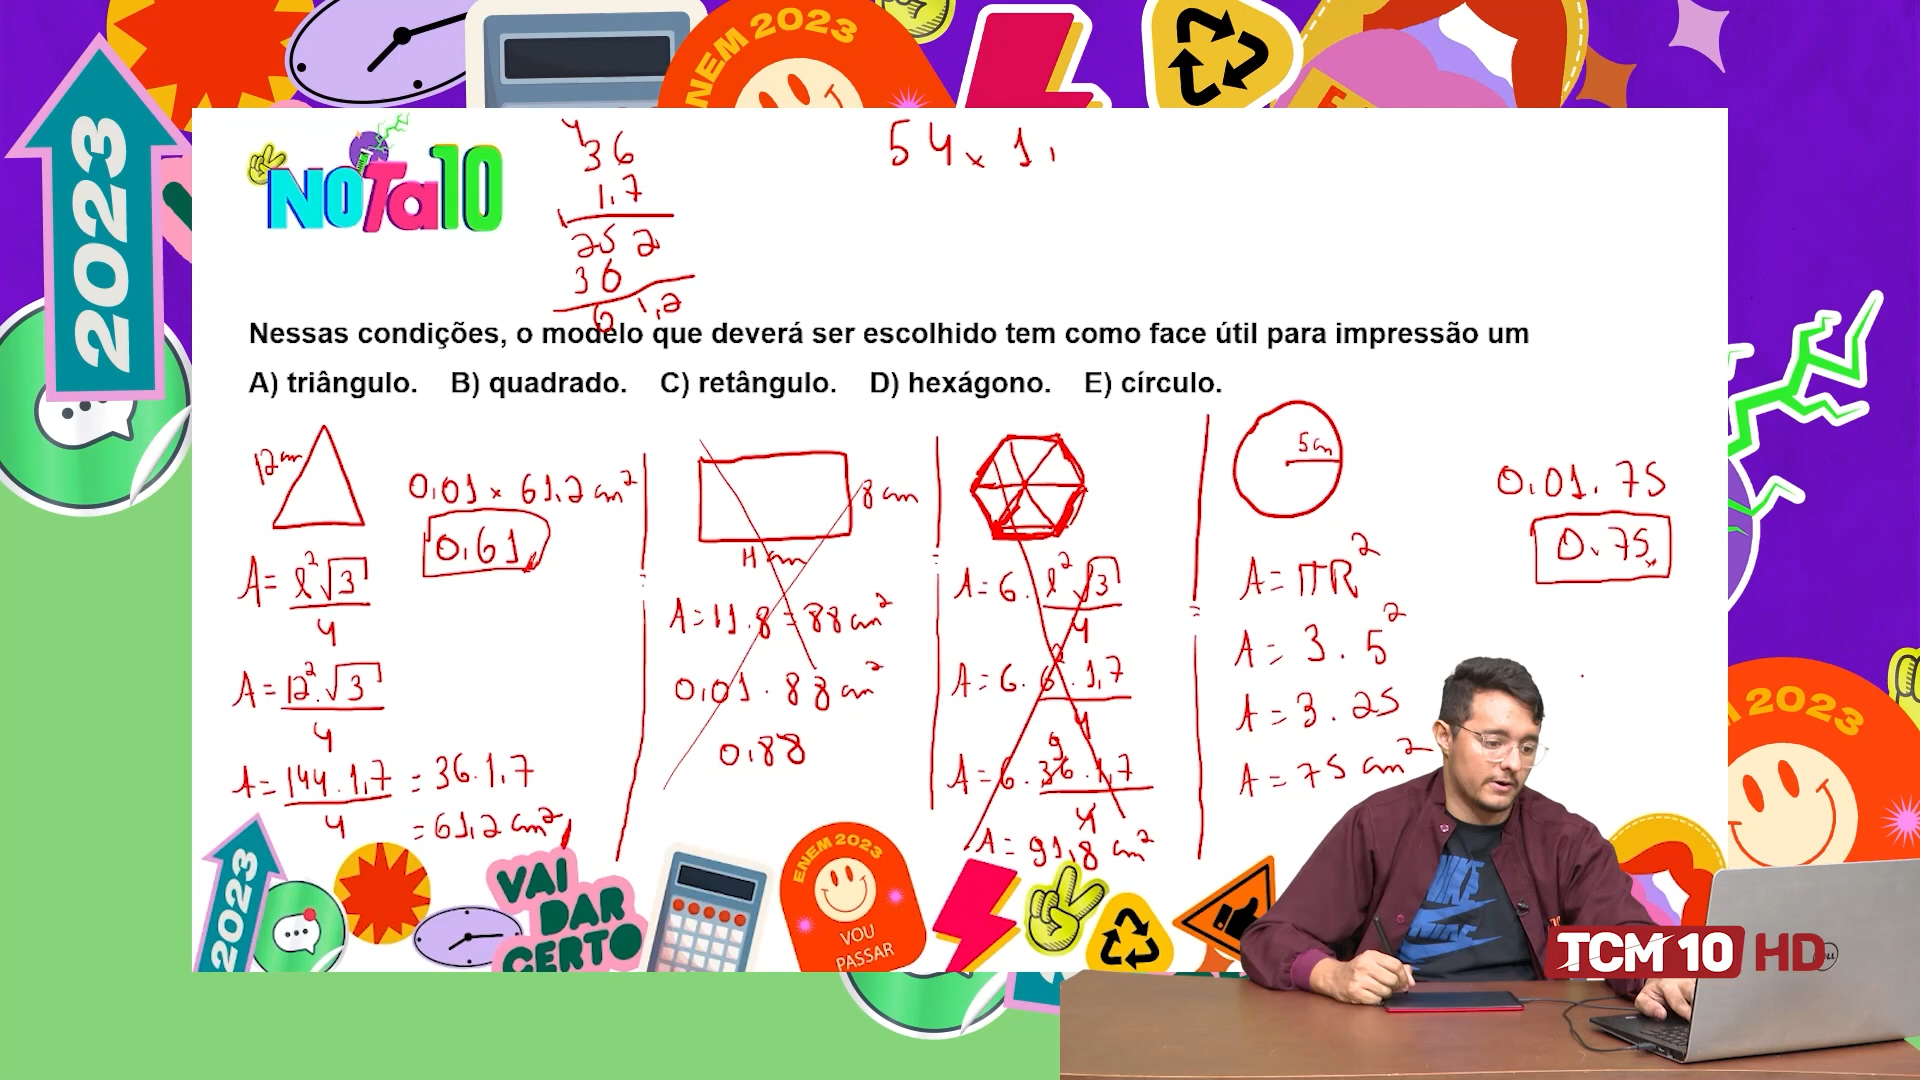 ENEM 2023
2023
NOTa10
36
1,7
252
36
61,2
54 x 1,
Nessas condições, o modelo que deverá ser escolhido tem como face útil para impressão um
A) triângulo. B) quadrado. C) retângulo. D) hexágono. E) círculo.
12cm
0,01 x 61,2 cm²
0,61
A = l²√3
4
A = 12².√3
4
A = 144.1,7 = 36.1,7
4
= 61,2 cm²
8 cm
11 cm
A = 11.8 = 88 cm²
0,01.88 cm²
0,88
A = 6. l²√3
4
A = 6. 6².1,7
4
9
A = 6. 36.1,7
4
A = 91,8 cm²
5cm
A = πR²
A = 3.5²
A = 3.25
A = 75 cm²
0,01.75
0,75
2023
VAI
DAR
CERTO
ENEM 2023
VOU
PASSAR
2023
NIKE
TCM 10 HD